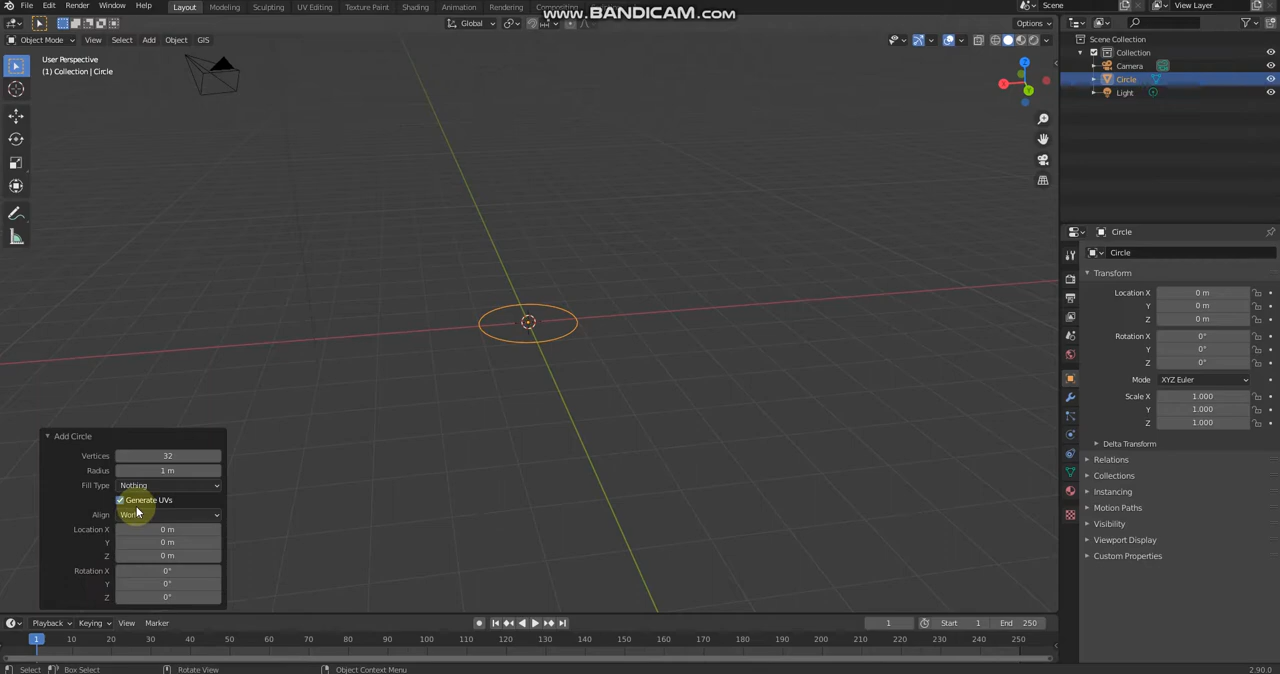 File Edit Render Window Help Layout Modeling Sculpting UV Editing Texture Paint Shading Animation Rendering Compositing Scene View Layer
www.BANDICAM.com
Global Options
Object Mode View Select Add Object GIS
User Perspective
(1) Collection | Circle
Scene Collection
Collection
Camera
Circle
Light
X
Y
Z
Circle
Circle
Transform
Location X 0 m
Y 0 m
Z 0 m
Rotation X 0°
Y 0°
Z 0°
Mode XYZ Euler
Scale X 1.000
Y 1.000
Z 1.000
Delta Transform
Relations
Collections
Instancing
Motion Paths
Visibility
Viewport Display
Custom Properties
Add Circle
Vertices 32
Radius 1 m
Fill Type Nothing
Generate UVs
Align
Location X 0 m
Y 0 m
Z 0 m
Rotation X 0°
Y 0°
Z 0°
Playback Keying View Marker 1 Start 1 End 250
1 10 20 30 40 50 60 70 80 90 100 110 120 130 140 150 160 170 180 190 200 210 220 230 240 250
Select Box Select Rotate View Object Context Menu 2.90.0